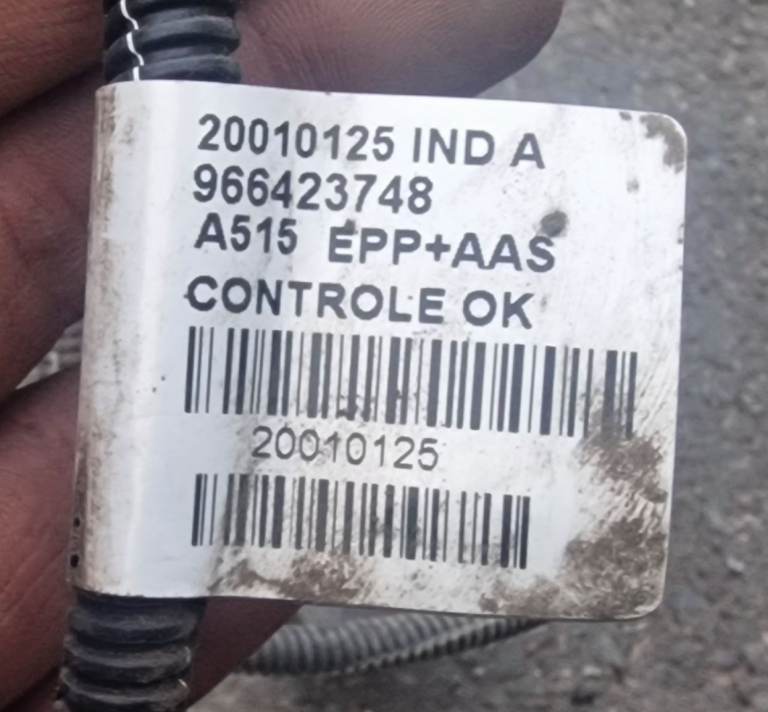 20010125 IND A
966423748
A515 EPP+AAS
CONTROLE OK
20010125